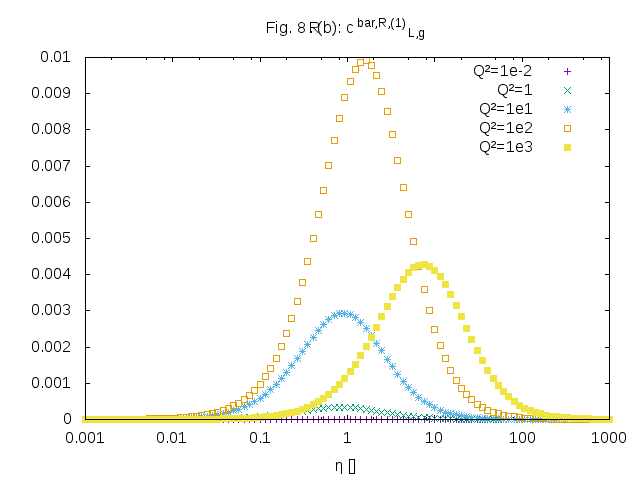 Fig. 8R(b): c bar,R,(1) L,g
0.01
0.009
0.008
0.007
0.006
0.005
0.004
0.003
0.002
0.001
0
Q²=1e-2
Q²=1
Q²=1e1
Q²=1e2
Q²=1e3
0.001 0.01 0.1 1 10 100 1000
η []